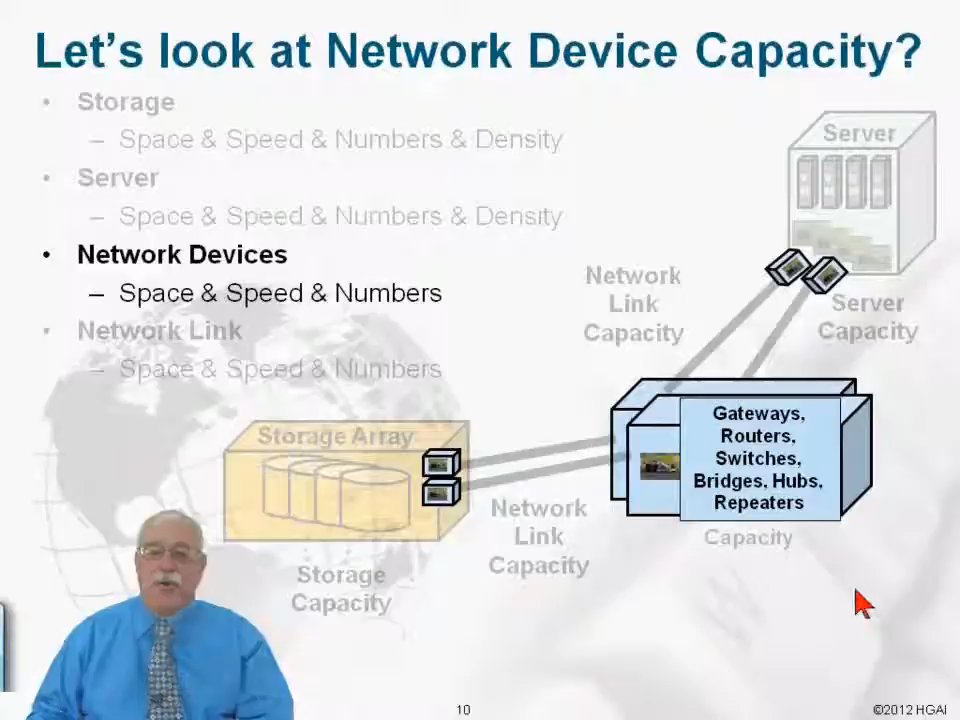 Let's look at Network Device Capacity?
• Storage
– Space & Speed & Numbers & Density
• Server
– Space & Speed & Numbers & Density
• Network Devices
– Space & Speed & Numbers
• Network Link
– Space & Speed & Numbers
Server
Server
Capacity
Network
Link
Capacity
Gateways,
Routers,
Switches,
Bridges, Hubs,
Repeaters
Capacity
Storage Array
Network
Link
Capacity
Storage
Capacity
10
©2012 HGAI